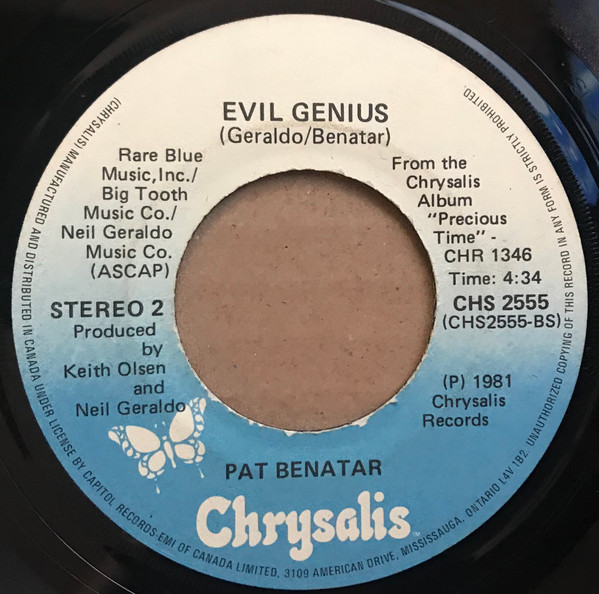 EVIL GENIUS
(Geraldo/Benatar)
Rare Blue
Music,Inc./
Big Tooth
Music Co./
Neil Geraldo
Music Co.
(ASCAP)
STEREO 2
Produced
by
Keith Olsen
and
Neil Geraldo
From the
Chrysalis
Album
"Precious
Time" -
CHR 1346
Time: 4:34
CHS 2555
(CHS2555-BS)
(P) 1981
Chrysalis
Records
PAT BENATAR
Chrysalis
(CHRYSALIS) MANUFACTURED AND DISTRIBUTED IN CANADA UNDER LICENSE BY CAPITOL RECORDS-EMI OF CANADA LIMITED, 3109 AMERICAN DRIVE, MISSISSAUGA, ONTARIO L4V 1B2. UNAUTHORIZED COPYING OF THIS RECORD IN ANY FORM IS STRICTLY PROHIBITED.